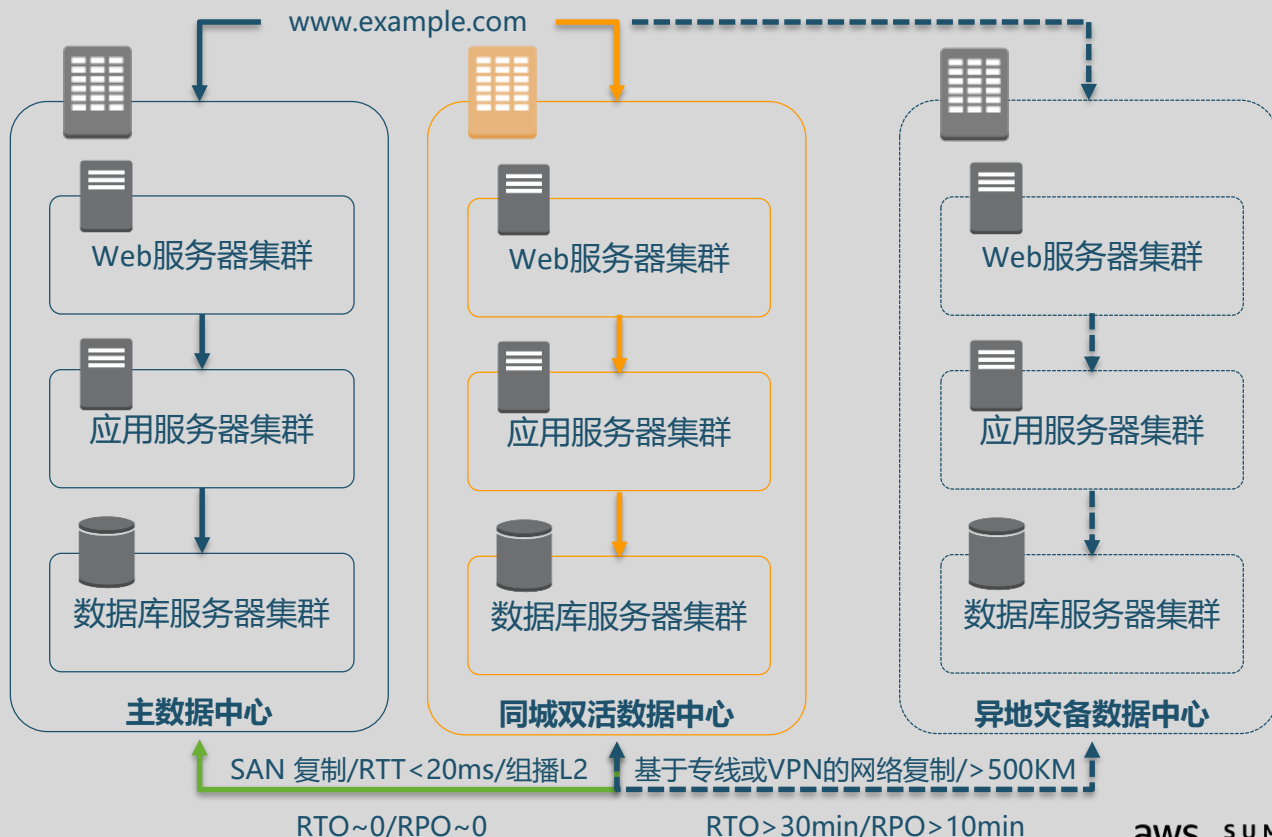 www.example.com
Web服务器集群
应用服务器集群
数据库服务器集群
主数据中心
Web服务器集群
应用服务器集群
数据库服务器集群
同城双活数据中心
Web服务器集群
应用服务器集群
数据库服务器集群
异地灾备数据中心
SAN 复制/RTT<20ms/组播L2
基于专线或VPN的网络复制/>500KM
RTO~0/RPO~0
RTO>30min/RPO>10min
aws